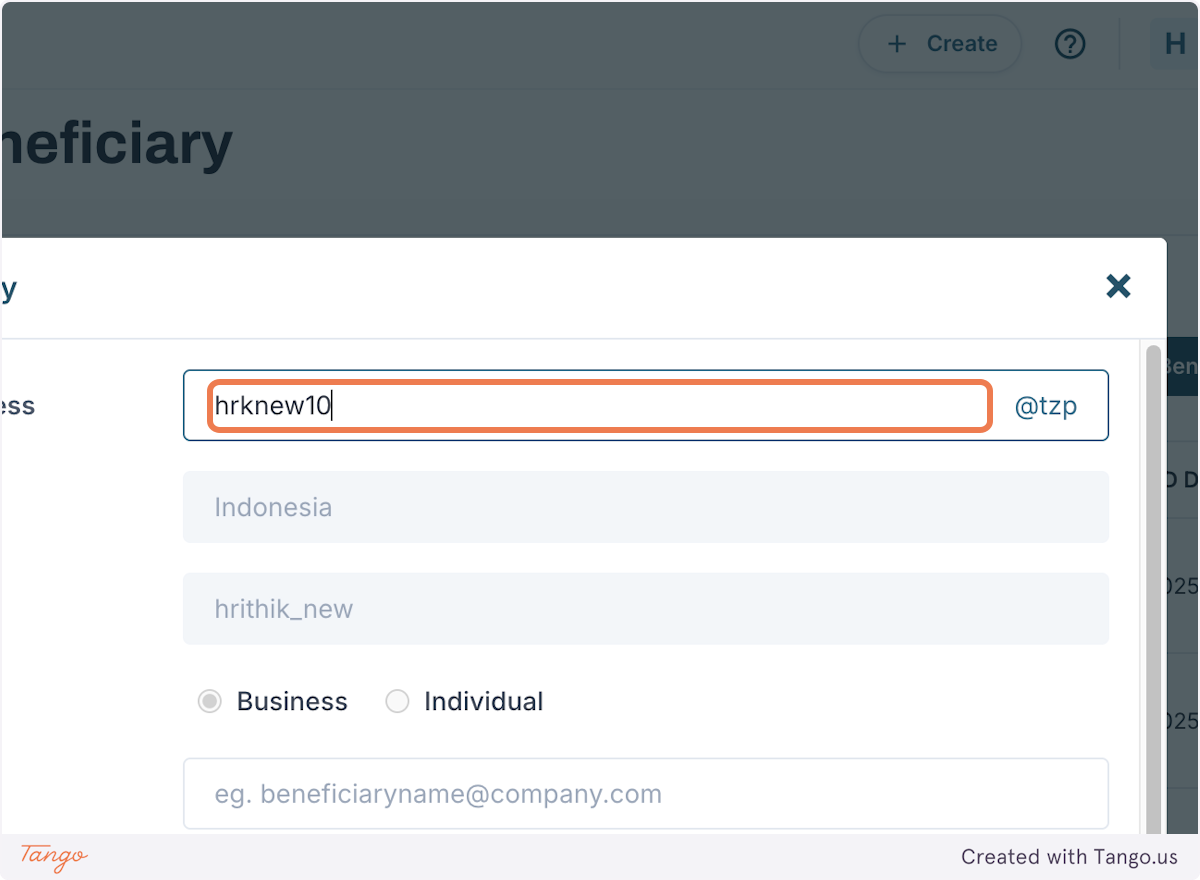 + Create ? H
neficiary
y
ess hrknew10 @tzp
Ben
Indonesia
D D
hrithik_new
025
Business Individual
025
eg. beneficiaryname@company.com
Tango Created with Tango.us